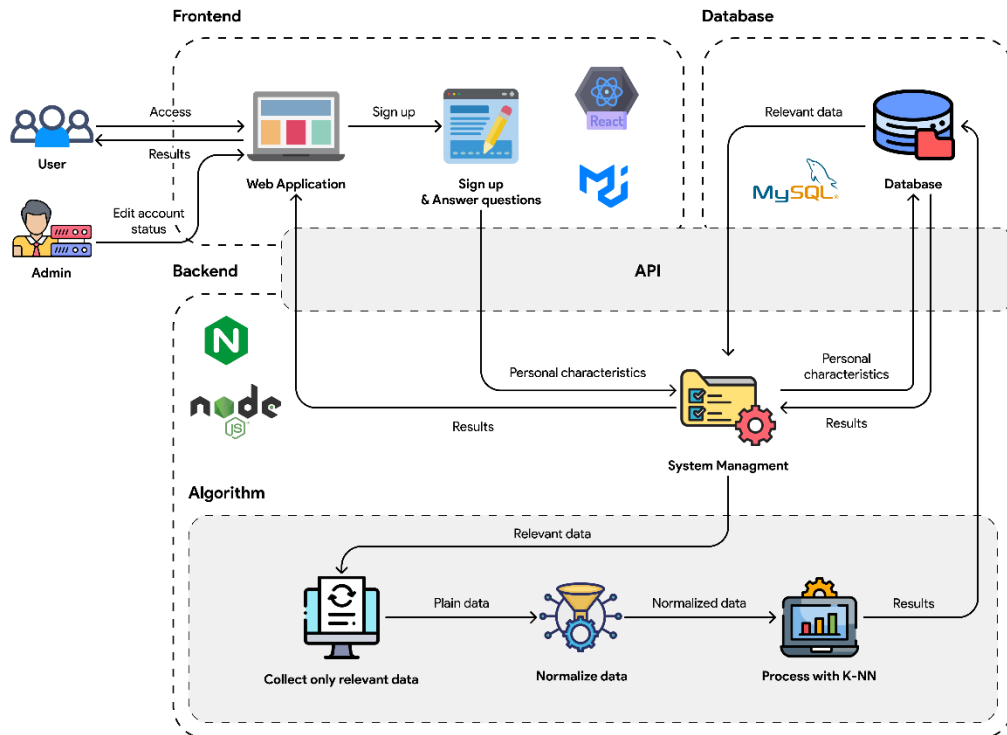 Frontend
Database
Access
Results
User
Edit account
status
Admin
Web Application
Sign up
Sign up
& Answer questions
React
Relevant data
MySQL®
Database
Backend
API
node
JS
Personal characteristics
Results
System Managment
Personal
characteristics
Results
Algorithm
Relevant data
Collect only relevant data
Plain data
Normalize data
Normalized data
Process with K-NN
Results